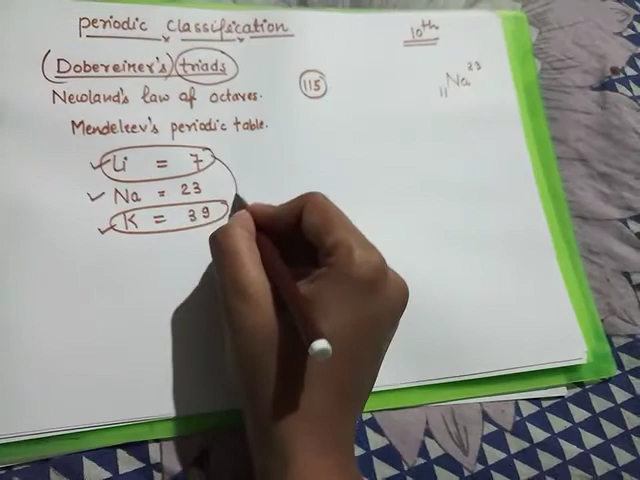 periodic classification
10th
(Dobereiner's) triads
Newland's law of octaves.
115
11Na23
Mendeleev's periodic table.
Li = 7
Na = 23
K = 39